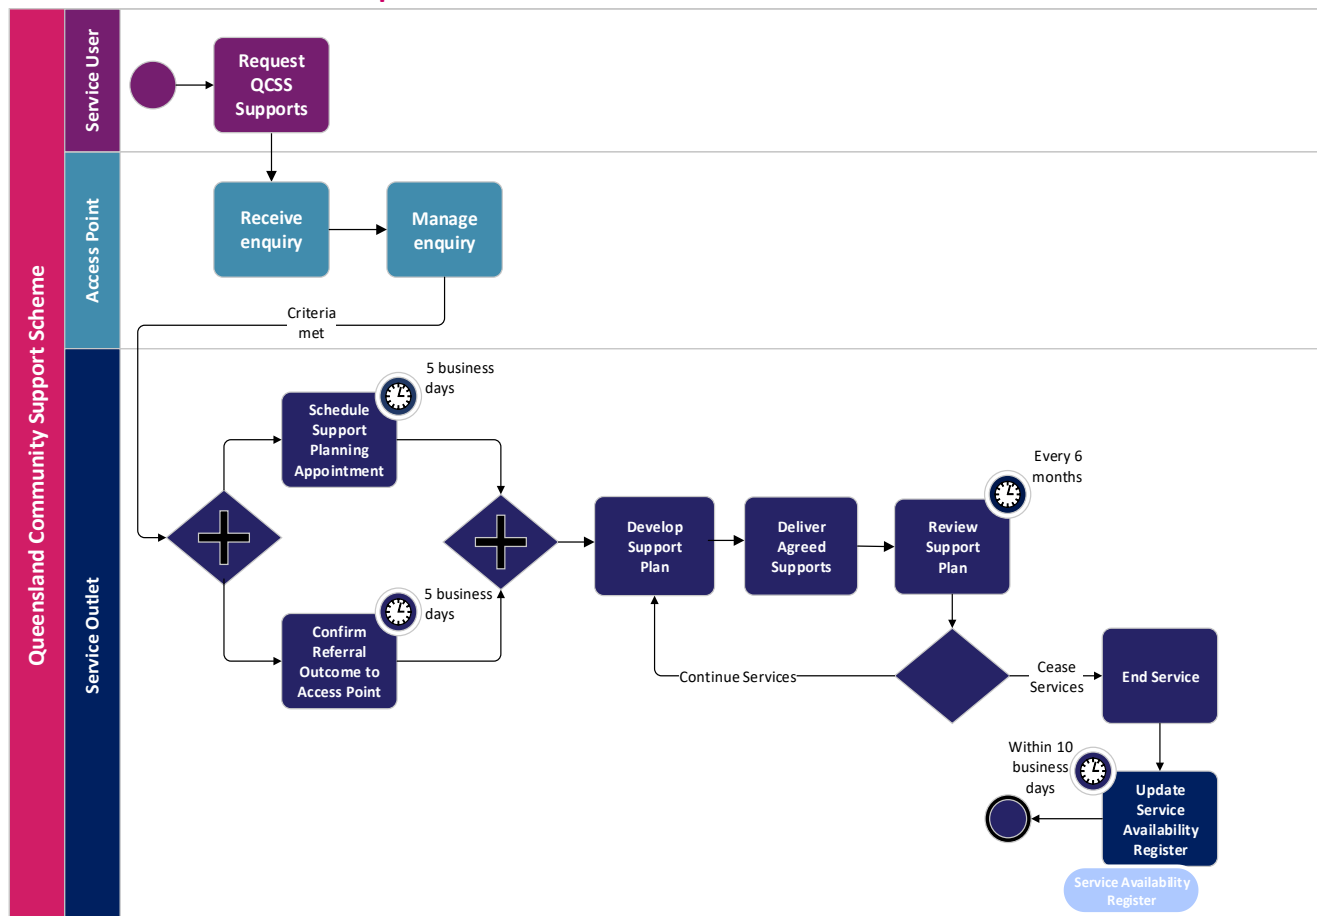 Queensland Community Support Scheme
Service User
Request
QCSS
Supports
Access Point
Receive
enquiry
Manage
enquiry
Criteria
met
Service Outlet
5 business
days
Schedule
Support
Planning
Appointment
5 business
days
Confirm
Referral
Outcome to
Access Point
Develop
Support
Plan
Deliver
Agreed
Supports
Every 6
months
Review
Support
Plan
Continue Services
Cease
Services
End Service
Within 10
business
days
Update
Service
Availability
Register
Service Availability
Register